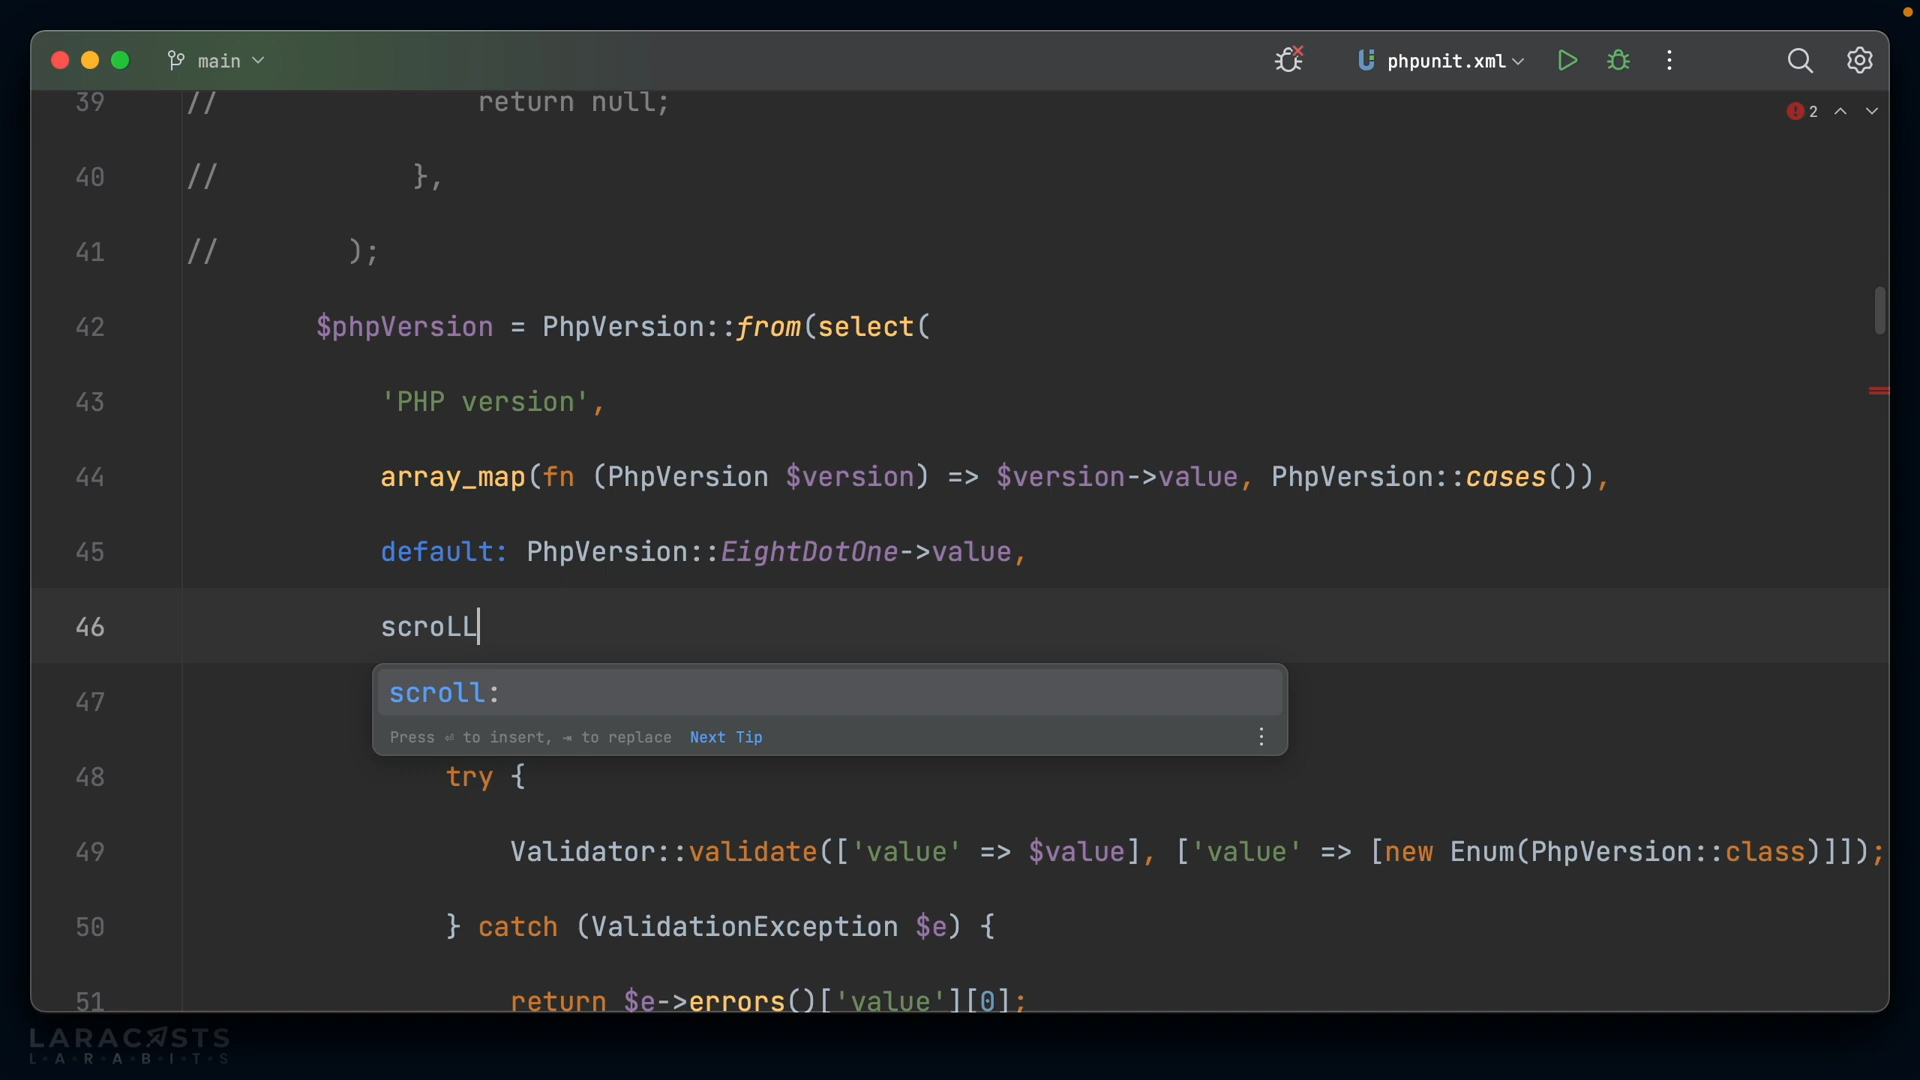 main
phpunit.xml
39 // return null;
2
40 // },
41 // );
42 $phpVersion = PhpVersion::from(select(
43 'PHP version',
44 array_map(fn (PhpVersion $version) => $version->value, PhpVersion::cases()),
45 default: PhpVersion::EightDotOne->value,
46 scroLL
scroll:
47
Press ⏎ to insert, ⇥ to replace Next Tip
48 try {
49 Validator::validate(['value' => $value], ['value' => [new Enum(PhpVersion::class)]]);
50 } catch (ValidationException $e) {
51 return $e->errors()['value'][0];
LARACASTS
L·A·R·A·B·I·T·S